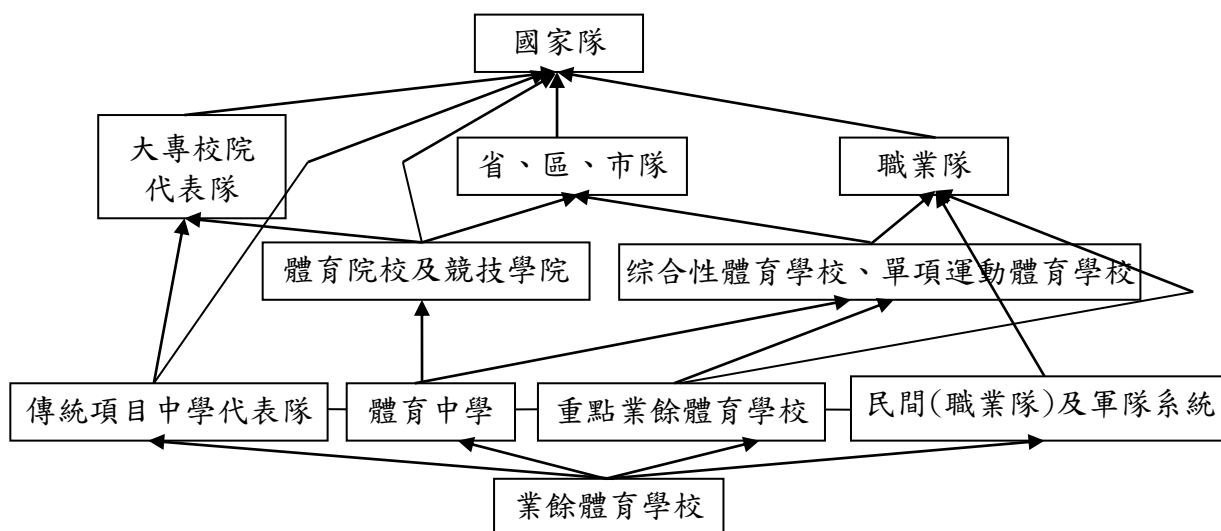 國家隊
大專校院
代表隊
省、區、市隊
職業隊
體育院校及競技學院
综合性體育學校、單項運動體育學校
傳統項目中學代表隊
體育中學
重點業餘體育學校
民間(職業隊)及軍隊系統
業餘體育學校